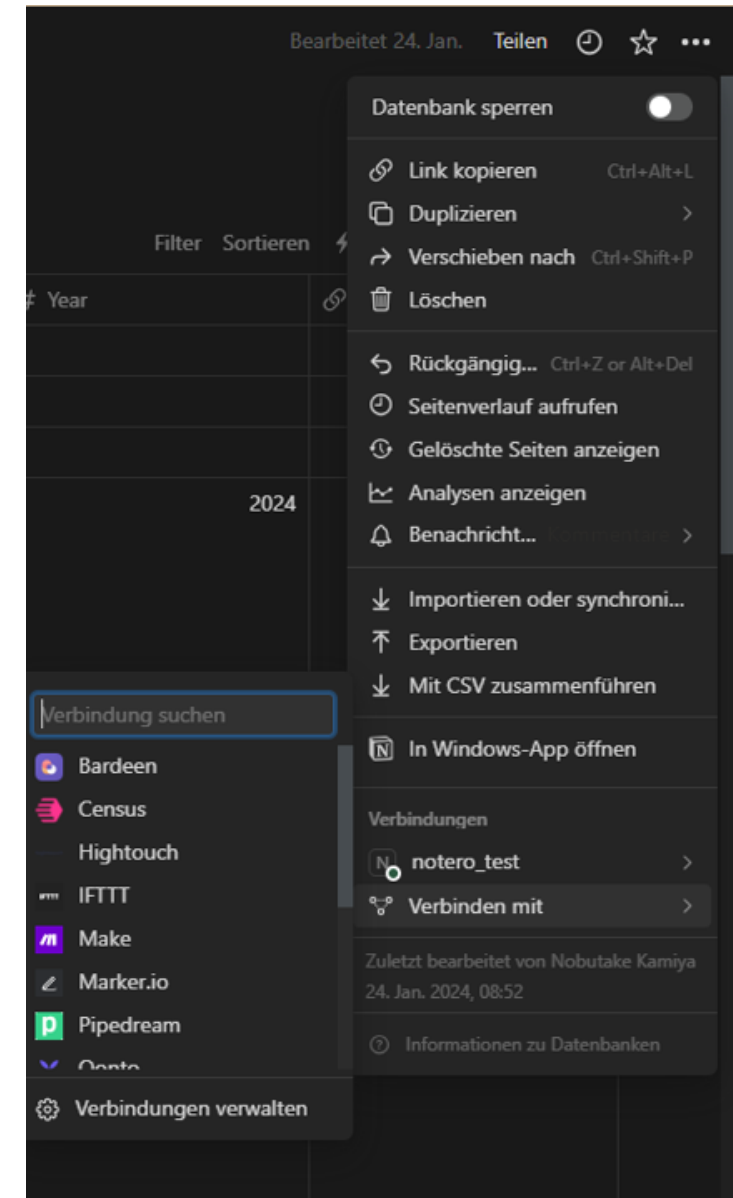 Bearbeitet 24. Jan. Teilen
Datenbank sperren
Link kopieren Ctrl+Alt+L
Duplizieren
Verschieben nach Ctrl+Shift+P
Löschen
Rückgängig... Ctrl+Z or Alt+Del
Seitenverlauf aufrufen
Gelöschte Seiten anzeigen
Analysen anzeigen
Benachricht... Kommentare
Importieren oder synchroni...
Exportieren
Mit CSV zusammenführen
In Windows-App öffnen
Verbindungen
notero_test
Verbinden mit
Zuletzt bearbeitet von Nobutake Kamiya
24. Jan. 2024, 08:52
Informationen zu Datenbanken
Filter Sortieren
# Year
2024
Verbindung suchen
Bardeen
Census
Hightouch
IFTTT
Make
Marker.io
Pipedream
Qonto
Verbindungen verwalten